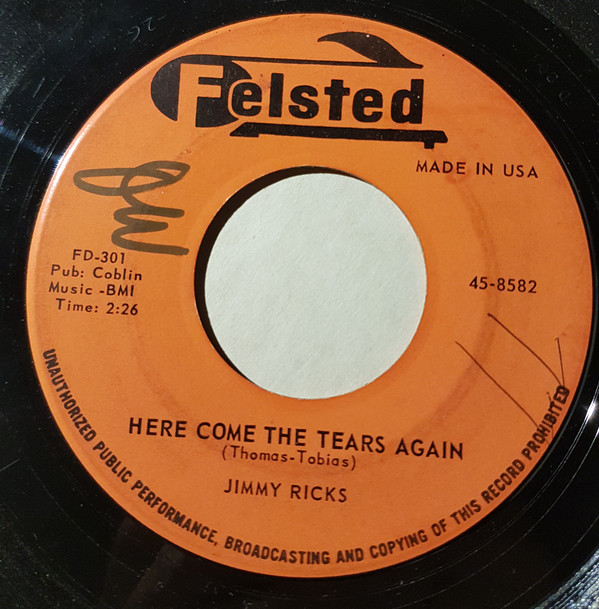 Felsted
MADE IN USA
FD-301
Pub: Coblin
Music -BMI
Time: 2:26
45-8582
HERE COME THE TEARS AGAIN
(Thomas-Tobias)
JIMMY RICKS
UNAUTHORIZED PUBLIC PERFORMANCE, BROADCASTING AND COPYING OF THIS RECORD PROHIBITED